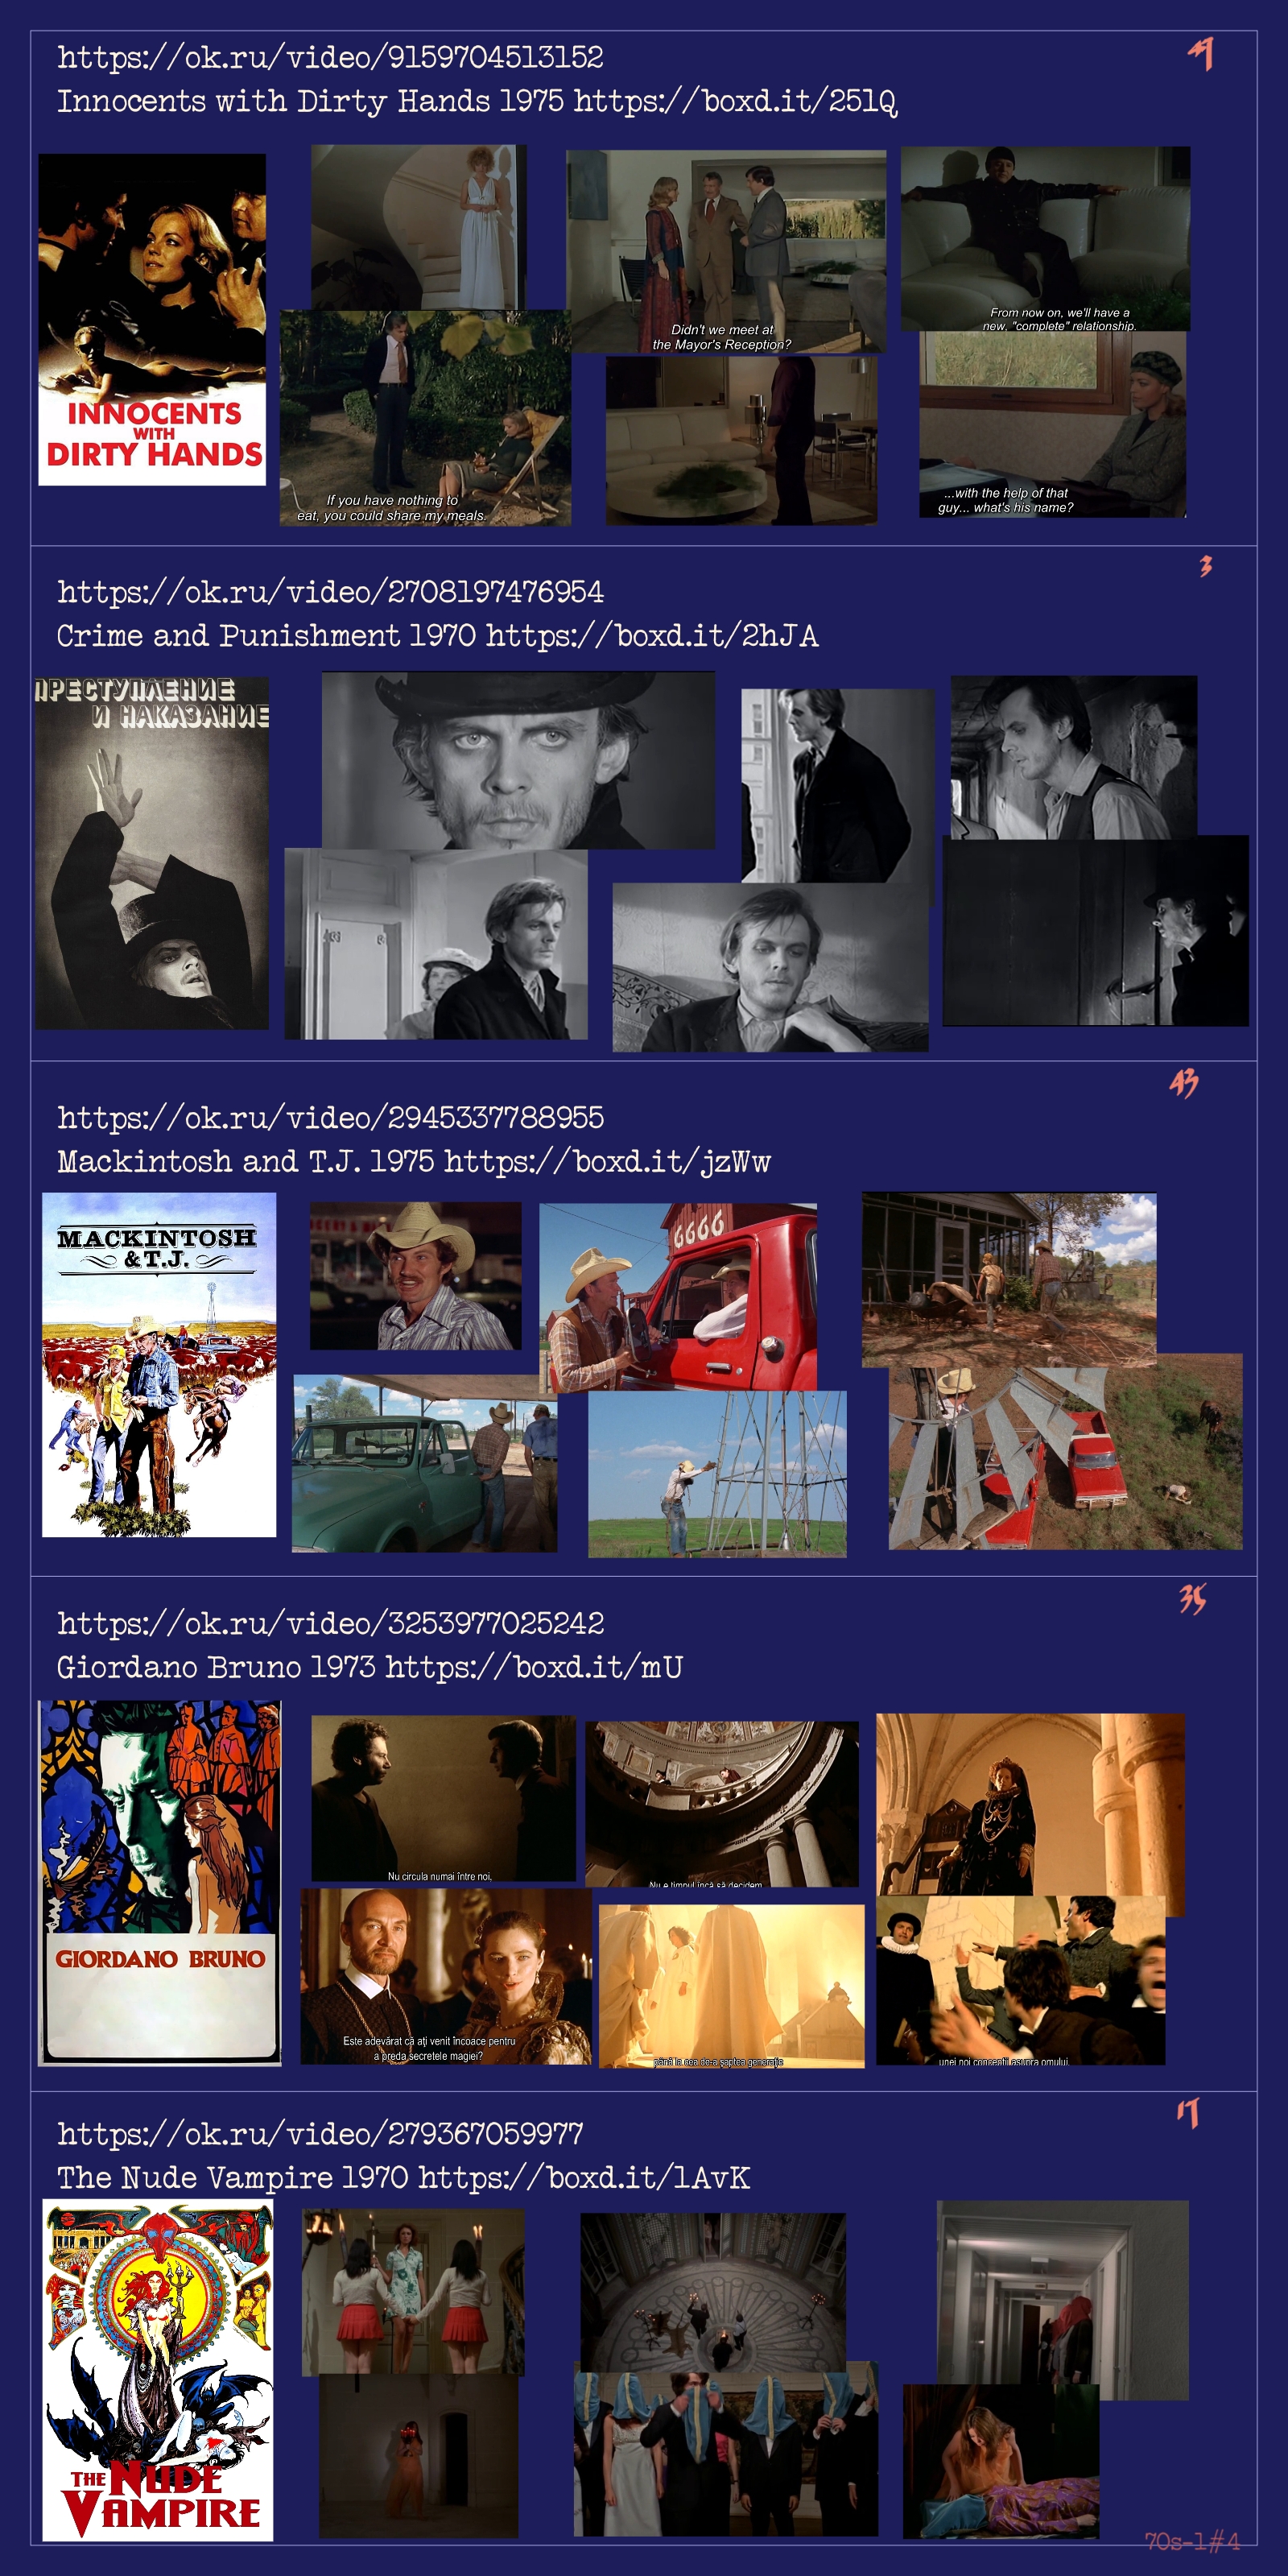 https://ok.ru/video/9159704513152
Innocents with Dirty Hands 1975 https://boxd.it/251Q
INNOCENTS
WITH
DIRTY HANDS
Didn't we meet at
the Mayor's Reception?
From now on, we'll have a
new, "complete" relationship.
If you have nothing to
eat, you could share my meals.
...with the help of that
guy... what's his name?
3
https://ok.ru/video/2708197476954
Crime and Punishment 1970 https://boxd.it/2hJA
ПРЕСТУПЛЕНИЕ
И НАКАЗАНИЕ
43
https://ok.ru/video/2945337788955
Mackintosh and T.J. 1975 https://boxd.it/jzWw
MACKINTOSH
& T.J.
6666
35
https://ok.ru/video/3253977025242
Giordano Bruno 1973 https://boxd.it/mU
Nu circula numai între noi,
Nu e timpul încă să decidem
GIORDANO BRUNO
Este adevărat că aţi venit încoace pentru
a preda secretele magiei?
până la cea de-a şaptea generaţie
unei noi concepţii asupra omului.
17
https://ok.ru/video/279367059977
The Nude Vampire 1970 https://boxd.it/1AvK
THE NUDE
VAMPIRE
70s-1#4